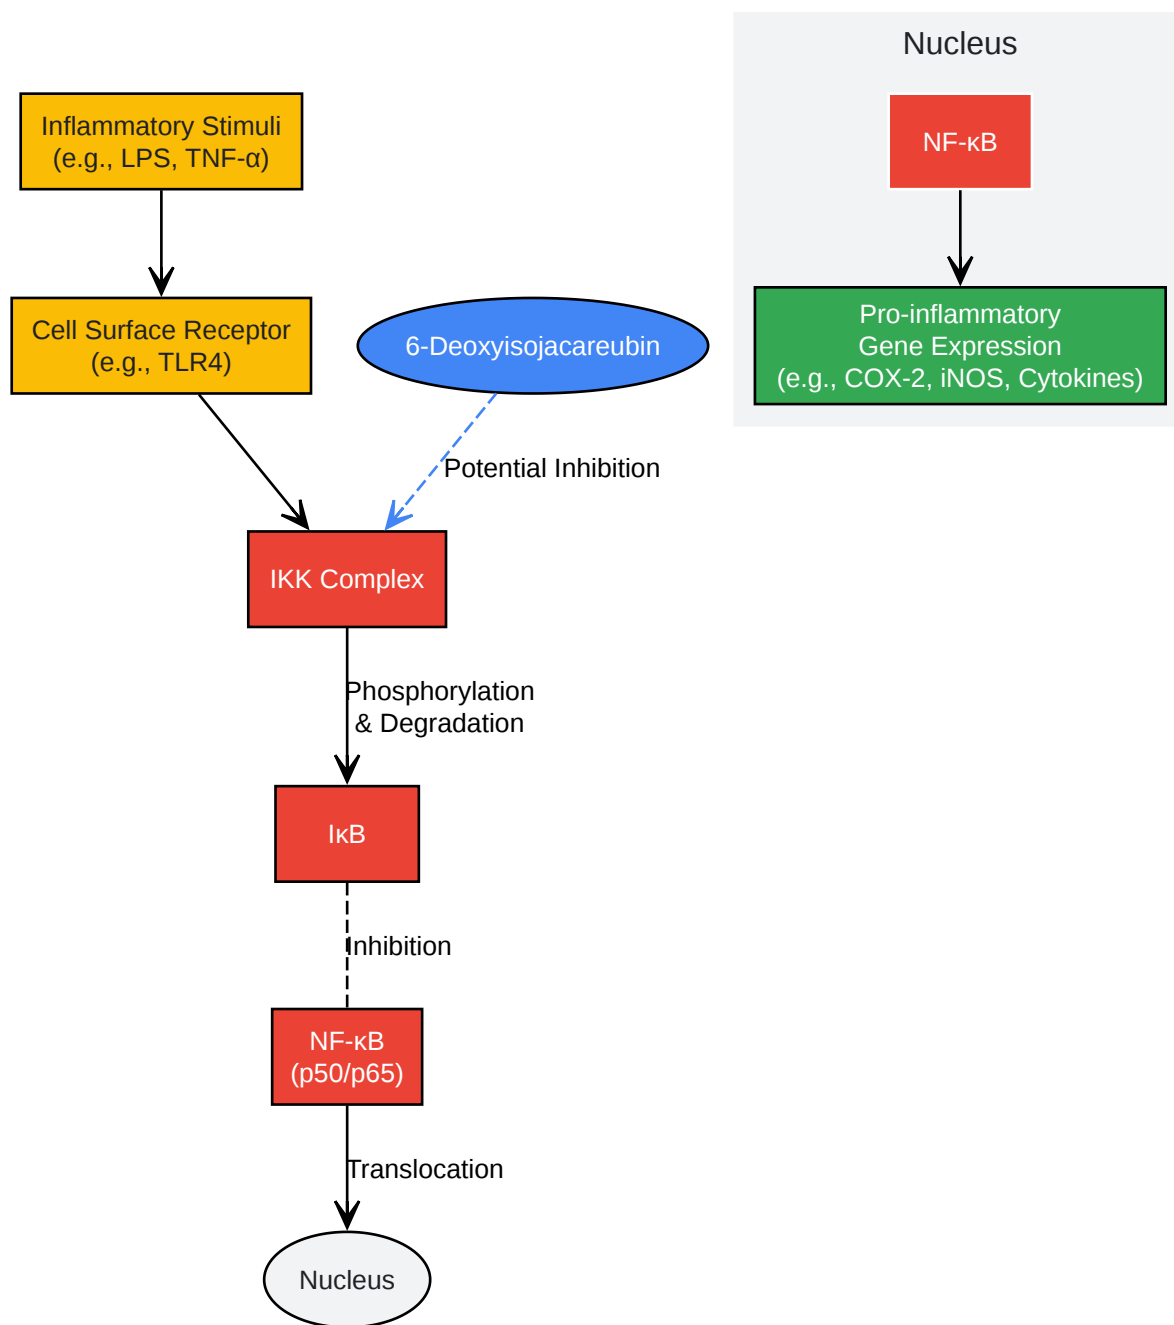 Nucleus
Inflammatory Stimuli
(e.g., LPS, TNF-α)
NF-κB
Cell Surface Receptor
(e.g., TLR4)
6-Deoxyisojacareubin
Pro-inflammatory
Gene Expression
(e.g., COX-2, iNOS, Cytokines)
Potential Inhibition
IKK Complex
Phosphorylation
& Degradation
IκB
Inhibition
NF-κB
(p50/p65)
Translocation
Nucleus